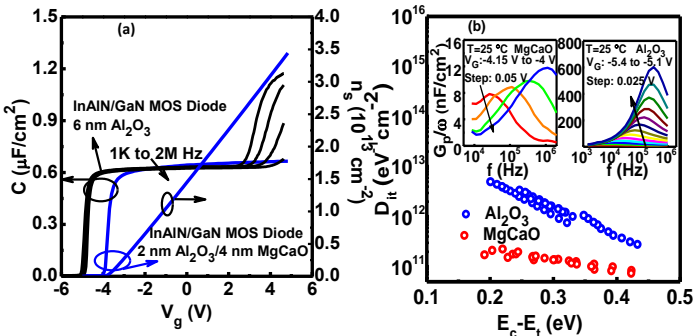 (a)
1.5
1.2
0.9
0.6
0.3
0.0
C (μF/cm²)
InAlN/GaN MOS Diode
6 nm Al₂O₃
1K to 2M Hz
InAlN/GaN MOS Diode
2 nm Al₂O₃/4 nm MgCaO
-6 -4 -2 0 2 4 6
V_g (V)
4.0
3.5
3.0
2.5
2.0
1.5
1.0
0.5
0.0
n_s (10¹³ cm⁻²)
(b)
10¹⁶
10¹⁵
10¹⁴
10¹³
10¹²
10¹¹
D_it (eV⁻¹cm⁻²)
T=25 ℃ MgCaO
V_G:-4.15 V to -4 V
Step: 0.05 V
12
8
4
0
G_p/ω (nF/cm²)
10⁴ 10⁵ 10⁶
f (Hz)
T=25 ℃ Al₂O₃
V_G: -5.4 to -5.1V
Step: 0.025 V
800
600
400
200
0
10³ 10⁴ 10⁵ 10⁶
f (Hz)
Al₂O₃
MgCaO
0.1 0.2 0.3 0.4 0.5
E_c-E_t (eV)